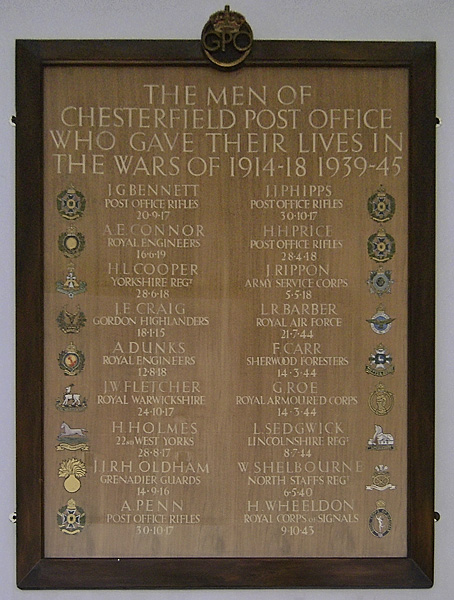 GPO
THE MEN OF
CHESTERFIELD POST OFFICE
WHO GAVE THEIR LIVES IN
THE WARS OF 1914-18 1939-45
J.G BENNETT
POST OFFICE RIFLES
20·9·17
A.E.CONNOR
ROYAL ENGINEERS
16·6·19
H.L.COOPER
YORKSHIRE REGT
28·6·18
J.E CRAIG
GORDON HIGHLANDERS
18·1·15
A.DUNKS
ROYAL ENGINEERS
12·8·18
J.W.FLETCHER
ROYAL WARWICKSHIRE
24·10·17
H.HOLMES
22ND WEST YORKS
28·8·17
J.J.R.H OLDHAM
GRENADIER GUARDS
14·9·16
A.PENN
POST OFFICE RIFLES
30·10·17
J.J.PHIPPS
POST OFFICE RIFLES
30·10·17
H.H.PRICE
POST OFFICE RIFLES
28·4·18
J.RIPPON
ARMY SERVICE CORPS
5·5·18
L.R.BARBER
ROYAL AIR FORCE
21·7·44
F.CARR
SHERWOOD FORESTERS
14·3·44
G.ROE
ROYAL ARMOURED CORPS
14·3·44
L.SEDGWICK
LINCOLNSHIRE REGT
8·7·44
W.SHELBOURNE
NORTH STAFFS REGT
6·5·40
H.WHEELDON
ROYAL CORPS OF SIGNALS
9·10·43